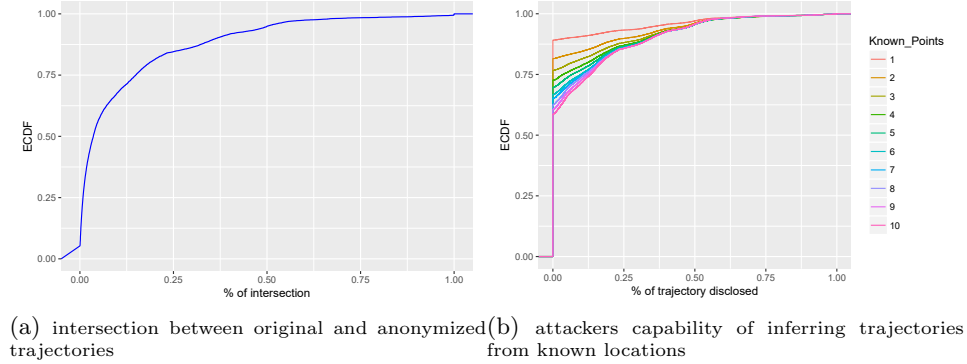 1.00
0.75
0.50
0.25
0.00
ECDF
0.00 0.25 0.50 0.75 1.00
% of intersection
1.00
0.75
0.50
0.25
0.00
ECDF
0.00 0.25 0.50 0.75 1.00
% of trajectory disclosed
Known_Points
1
2
3
4
5
6
7
8
9
10
(a) intersection between original and anonymized
trajectories
(b) attackers capability of inferring trajectories
from known locations